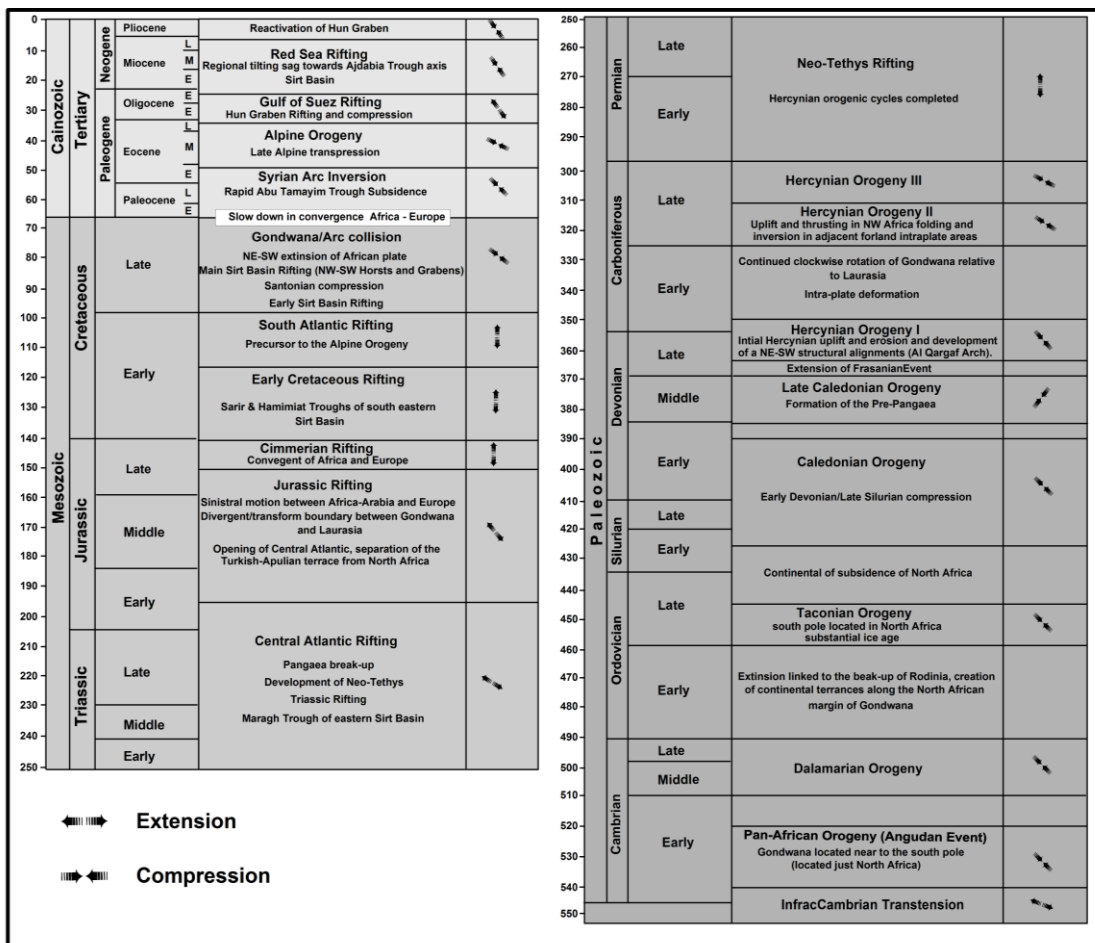 0
10
20
30
40
50
60
70
80
90
100
110
120
130
140
150
160
170
180
190
200
210
220
230
240
250
Cainozoic
Mesozoic
Tertiary
Cretaceous
Jurassic
Triassic
Neogene
Paleogene
Pliocene
Miocene
L
M
E
Oligocene
E
E
Eocene
L
M
E
Paleocene
L
E
Late
Early
Late
Middle
Early
Late
Middle
Early
Reactivation of Hun Graben
Red Sea Rifting
Regional tilting sag towards Ajdabia Trough axis
Sirt Basin
Gulf of Suez Rifting
Hun Graben Rifting and compression
Alpine Orogeny
Late Alpine transpression
Syrian Arc Inversion
Rapid Abu Tamayim Trough Subsidence
Slow down in convergence Africa - Europe
Gondwana/Arc collision
NE-SW extinsion of African plate
Main Sirt Basin Rifting (NW-SW Horsts and Grabens)
Santonian compression
Early Sirt Basin Rifting
South Atlantic Rifting
Precursor to the Alpine Orogeny
Early Cretaceous Rifting
Sarir & Hamimiat Troughs of south eastern
Sirt Basin
Cimmerian Rifting
Convegent of Africa and Europe
Jurassic Rifting
Sinistral motion between Africa-Arabia and Europe
Divergent/transform boundary between Gondwana
and Laurasia
Opening of Central Atlantic, separation of the
Turkish-Apulian terrace from North Africa
Central Atlantic Rifting
Pangaea break-up
Development of Neo-Tethys
Triassic Rifting
Maragh Trough of eastern Sirt Basin
Extension
Compression
260
260
270
280
290
300
310
320
330
340
350
360
370
380
390
400
410
420
430
440
450
460
470
480
490
500
510
520
530
540
550
Paleozoic
Permian
Carboniferous
Devonian
Silurian
Ordovician
Cambrian
Late
Early
Late
Early
Late
Middle
Early
Late
Early
Late
Early
Late
Middle
Early
Neo-Tethys Rifting
Hercynian orogenic cycles completed
Hercynian Orogeny III
Hercynian Orogeny II
Uplift and thrusting in NW Africa folding and
inversion in adjacent forland intraplate areas
Continued clockwise rotation of Gondwana relative
to Laurasia
Intra-plate deformation
Hercynian Orogeny I
Intial Hercynian uplift and erosion and development
of a NE-SW structural alignments (Al Qargaf Arch).
Extension of FrasanianEvent
Late Caledonian Orogeny
Formation of the Pre-Pangaea
Caledonian Orogeny
Early Devonian/Late Silurian compression
Continental of subsidence of North Africa
Taconian Orogeny
south pole located in North Africa
substantial ice age
Extinsion linked to the beak-up of Rodinia, creation
of continental terrances along the North African
margin of Gondwana
Dalamarian Orogeny
Pan-African Orogeny (Angudan Event)
Gondwana located near to the south pole
(located just North Africa)
InfracCambrian Transtension